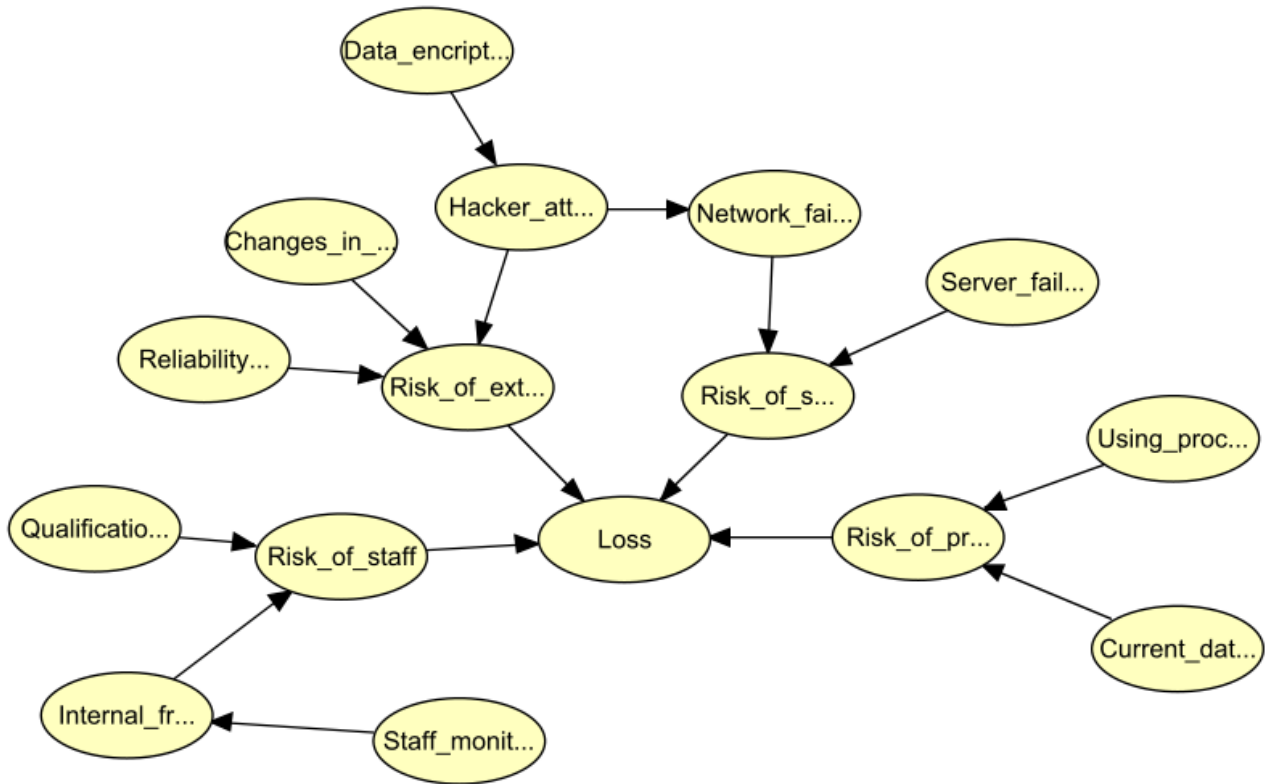 Data_encript...
Hacker_att...
Network_fai...
Changes_in_...
Server_fail...
Reliability...
Risk_of_ext...
Risk_of_s...
Using_proc...
Qualificatio...
Risk_of_staff
Loss
Risk_of_pr...
Current_dat...
Internal_fr...
Staff_monit...